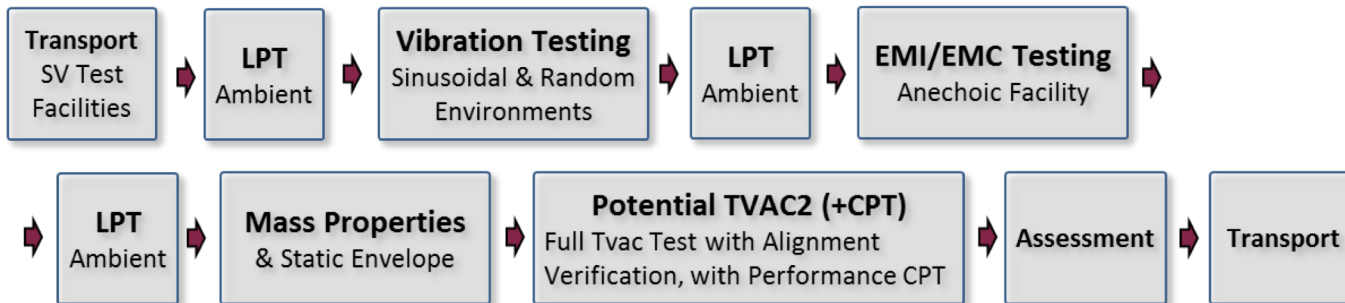 Transport
SV Test
Facilities
LPT
Ambient
Vibration Testing
Sinusoidal & Random
Environments
LPT
Ambient
EMI/EMC Testing
Anechoic Facility
LPT
Ambient
Mass Properties
& Static Envelope
Potential TVAC2 (+CPT)
Full Tvac Test with Alignment
Verification, with Performance CPT
Assessment
Transport